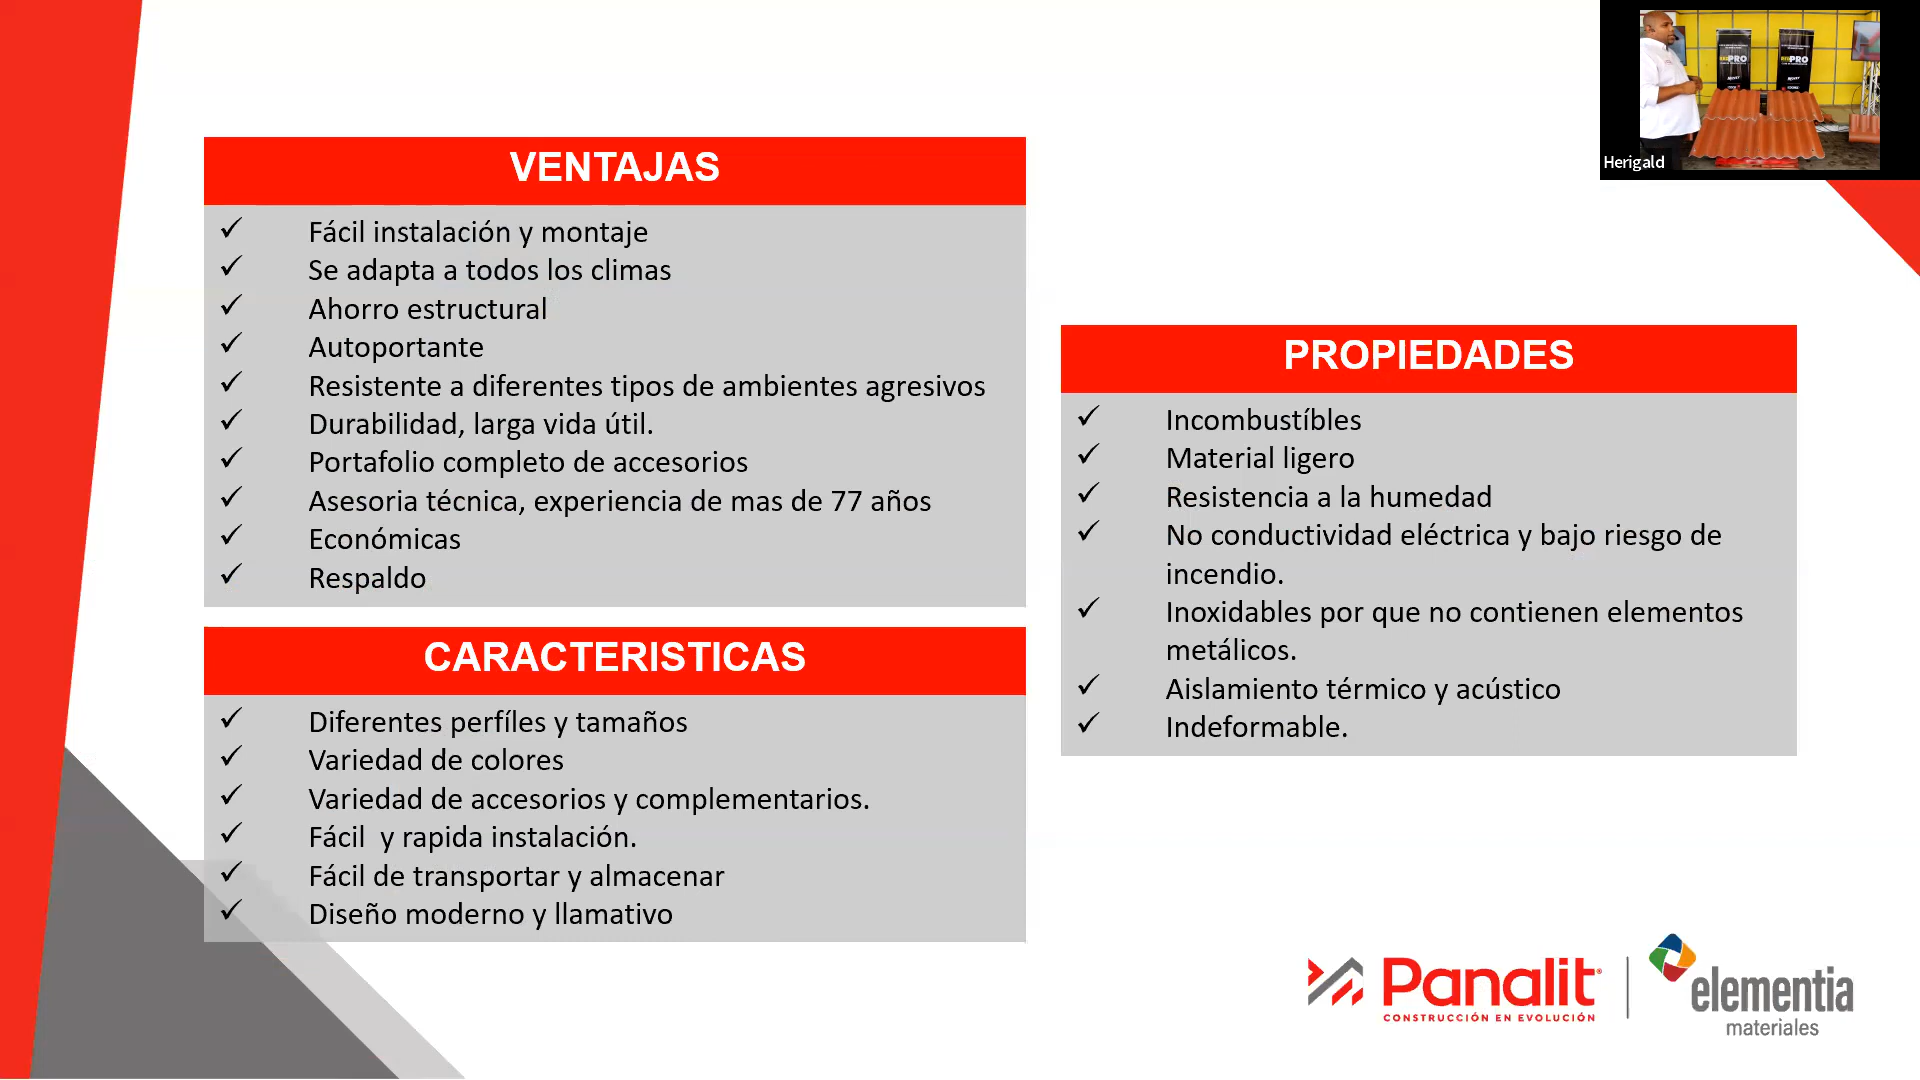 VENTAJAS
✓ Fácil instalación y montaje
✓ Se adapta a todos los climas
✓ Ahorro estructural
✓ Autoportante
✓ Resistente a diferentes tipos de ambientes agresivos
✓ Durabilidad, larga vida útil.
✓ Portafolio completo de accesorios
✓ Asesoria técnica, experiencia de mas de 77 años
✓ Económicas
✓ Respaldo
CARACTERISTICAS
✓ Diferentes perfíles y tamaños
✓ Variedad de colores
✓ Variedad de accesorios y complementarios.
✓ Fácil  y rapida instalación.
✓ Fácil de transportar y almacenar
✓ Diseño moderno y llamativo
PROPIEDADES
✓ Incombustíbles
✓ Material ligero
✓ Resistencia a la humedad
✓ No conductividad eléctrica y bajo riesgo de
incendio.
✓ Inoxidables por que no contienen elementos
metálicos.
✓ Aislamiento térmico y acústico
✓ Indeformable.
PRO
PRO
Herigald
Panalit®
CONSTRUCCIÓN EN EVOLUCIÓN
elementia
materiales